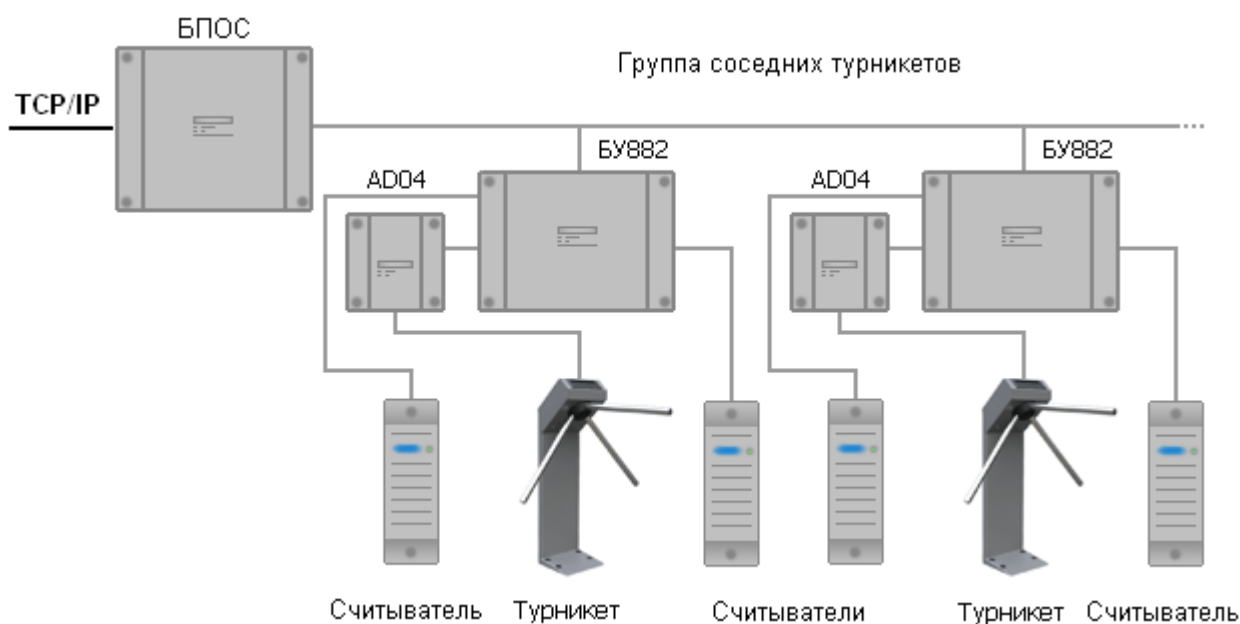 БПОС
Группа соседних турникетов
TCP/IP
БУ882
БУ882
AD04
AD04
Считыватель Турникет Считыватели Турникет Считыватель